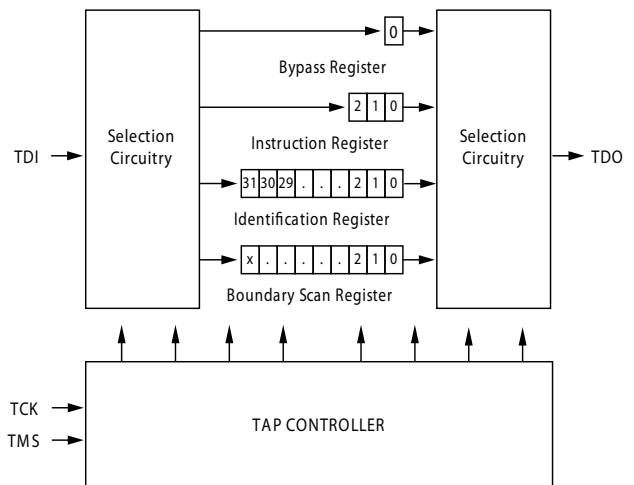 0
Bypass Register
2 1 0
Selection
Circuitry
Selection
Circuitry
TDI
TDO
Instruction Register
31 30 29 . . . 2 1 0
Identification Register
x . . . . . 2 1 0
Boundary Scan Register
TCK
TMS
TAP CONTROLLER